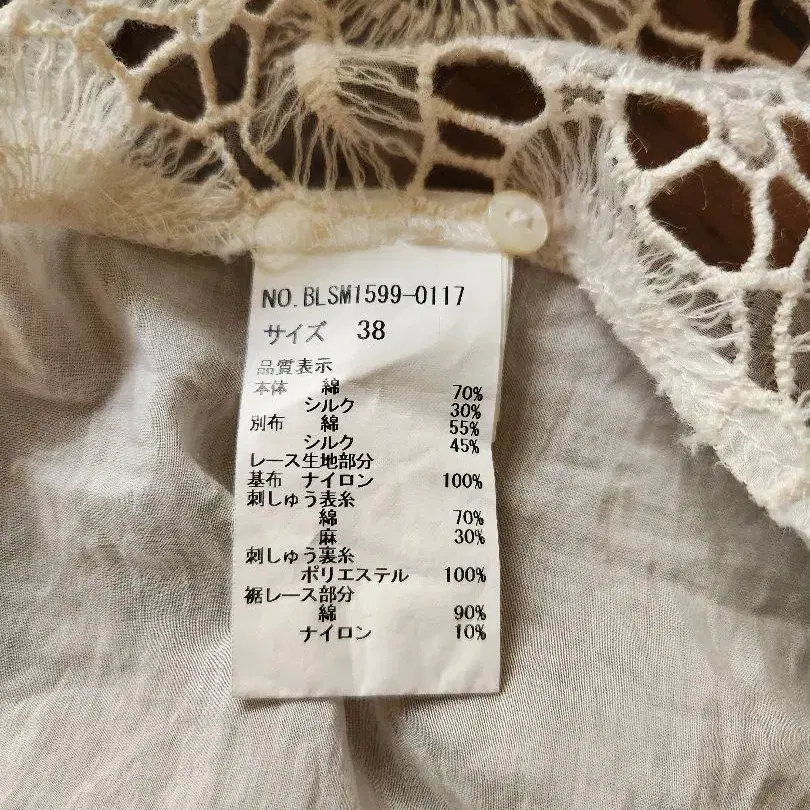 NO.BLSM1599-0117
サイズ 38
品質表示
本体 綿 70%
シルク 30%
別布 綿 55%
シルク 45%
レース生地部分
基布 ナイロン 100%
刺しゅう表糸
綿 70%
麻 30%
刺しゅう裏糸
ポリエステル 100%
裾レース部分
綿 90%
ナイロン 10%